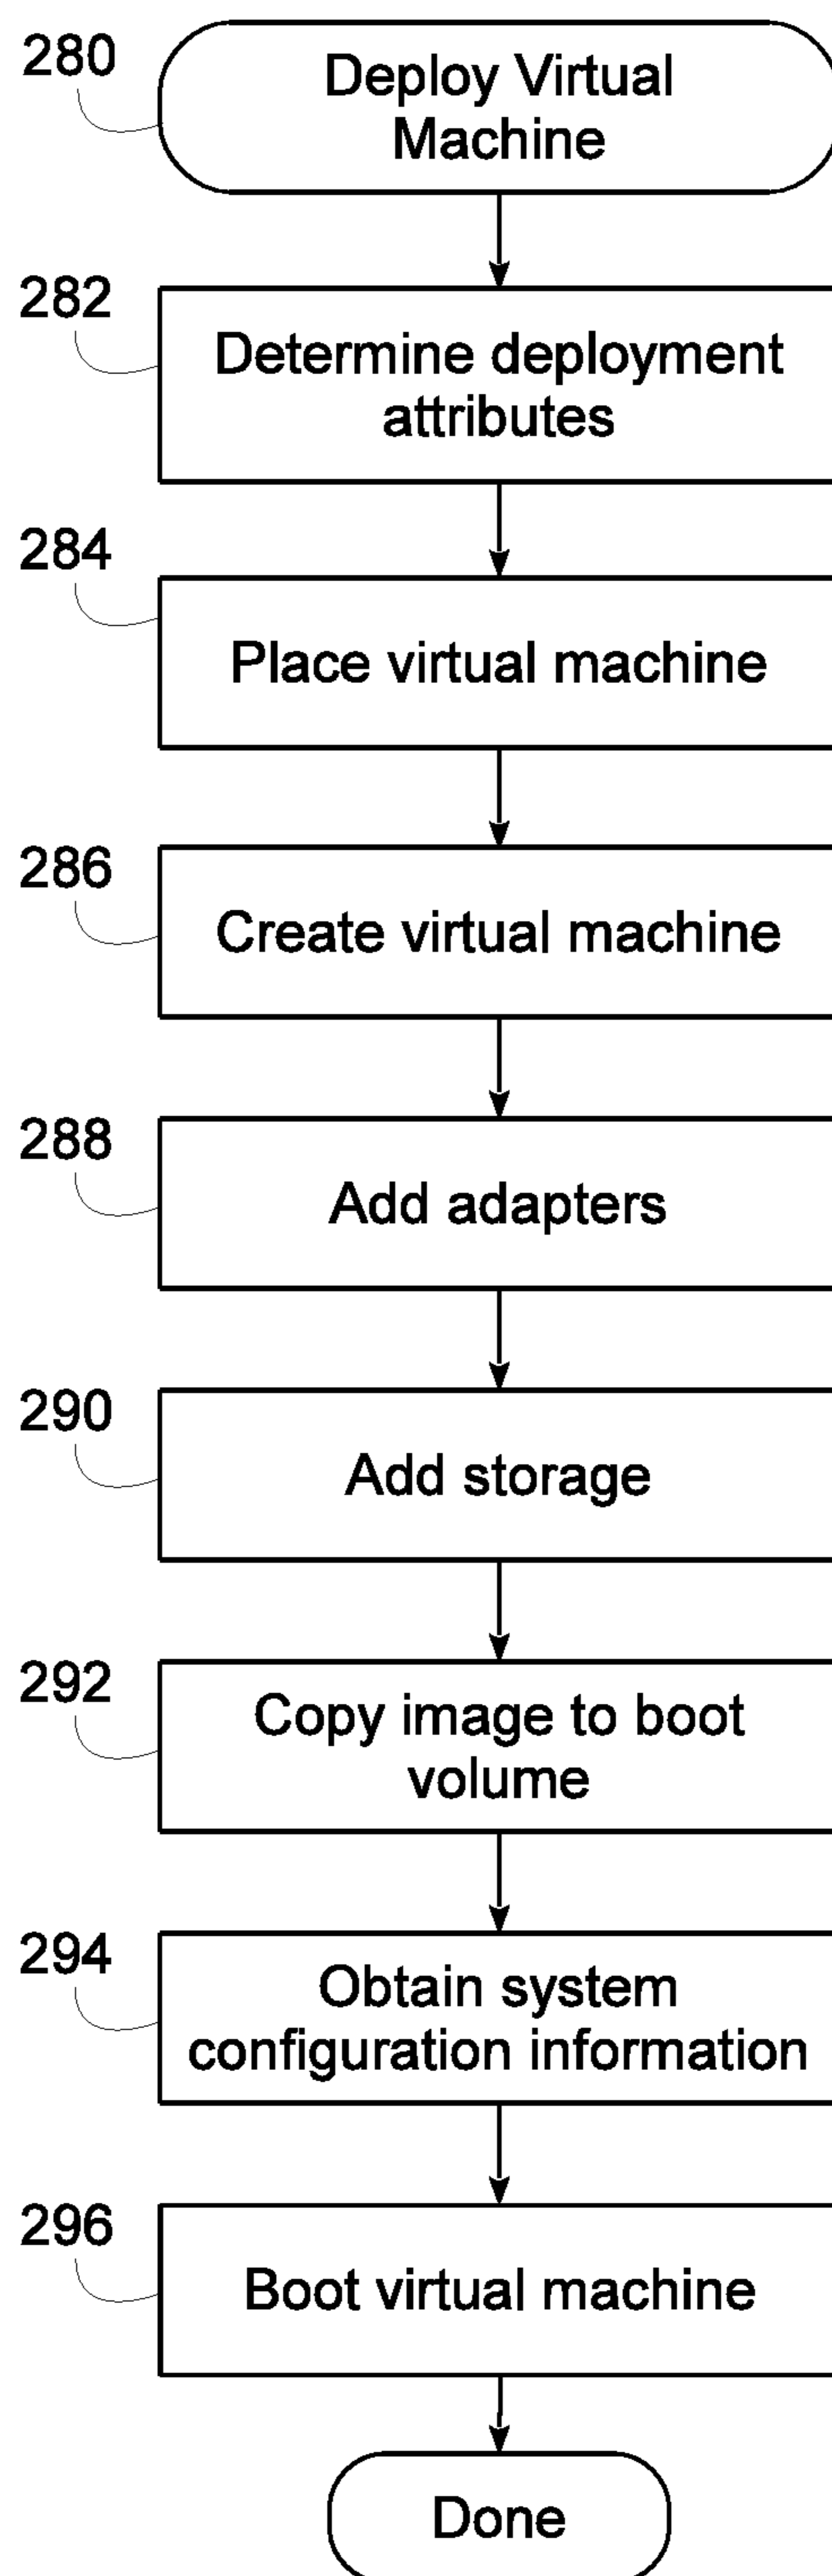 280
Deploy Virtual
Machine
282
Determine deployment
attributes
284
Place virtual machine
286
Create virtual machine
288
Add adapters
290
Add storage
292
Copy image to boot
volume
294
Obtain system
configuration information
296
Boot virtual machine
Done